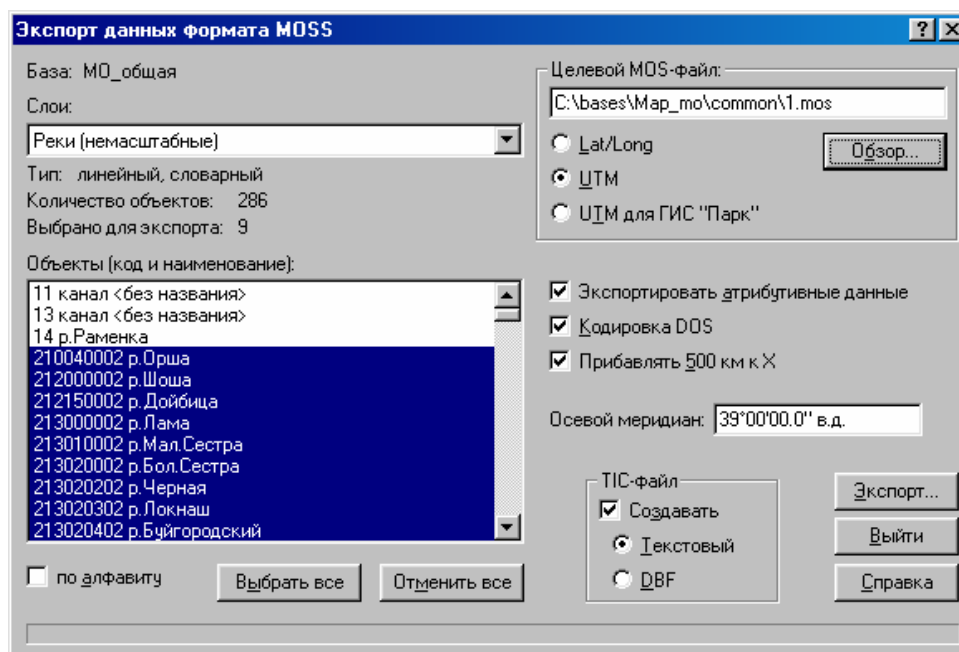 Экспорт данных формата MOSS
База: МО_общая
Слои:
Реки (немасштабные)
Тип: линейный, словарный
Количество объектов: 286
Выбрано для экспорта: 9
Объекты (код и наименование):
11 канал <без названия>
13 канал <без названия>
14 р.Раменка
210040002 р.Орша
212000002 р.Шоша
212150002 р.Дойбица
213000002 р.Лама
213010002 р.Мал.Сестра
213020002 р.Бол.Сестра
213020202 р.Черная
213020302 р.Локнаш
213020402 р.Буйгородский
по алфавиту
Выбрать все
Отменить все
Целевой MOS-файл:
C:\bases\Map_mo\common\1.mos
Lat/Long
Обзор...
UTM
UTM для ГИС "Парк"
Экспортировать атрибутивные данные
Кодировка DOS
Прибавлять 500 км к X
Осевой меридиан: 39°00'00.0" в.д.
TIC-файл
Создавать
Текстовый
DBF
Экспорт...
Выйти
Справка